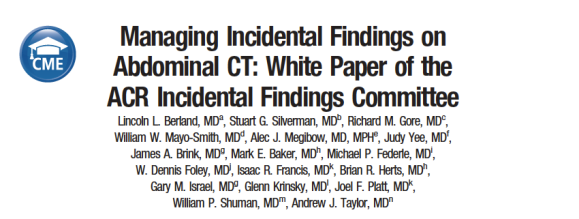 CME
Managing Incidental Findings on
Abdominal CT: White Paper of the
ACR Incidental Findings Committee
Lincoln L. Berland, MDa, Stuart G. Silverman, MDb, Richard M. Gore, MDc,
William W. Mayo-Smith, MDd, Alec J. Megibow, MD, MPHe, Judy Yee, MDf,
James A. Brink, MDg, Mark E. Baker, MDh, Michael P. Federle, MDi,
W. Dennis Foley, MDj, Isaac R. Francis, MDk, Brian R. Herts, MDh,
Gary M. Israel, MDg, Glenn Krinsky, MDl, Joel F. Platt, MDk,
William P. Shuman, MDm, Andrew J. Taylor, MDn